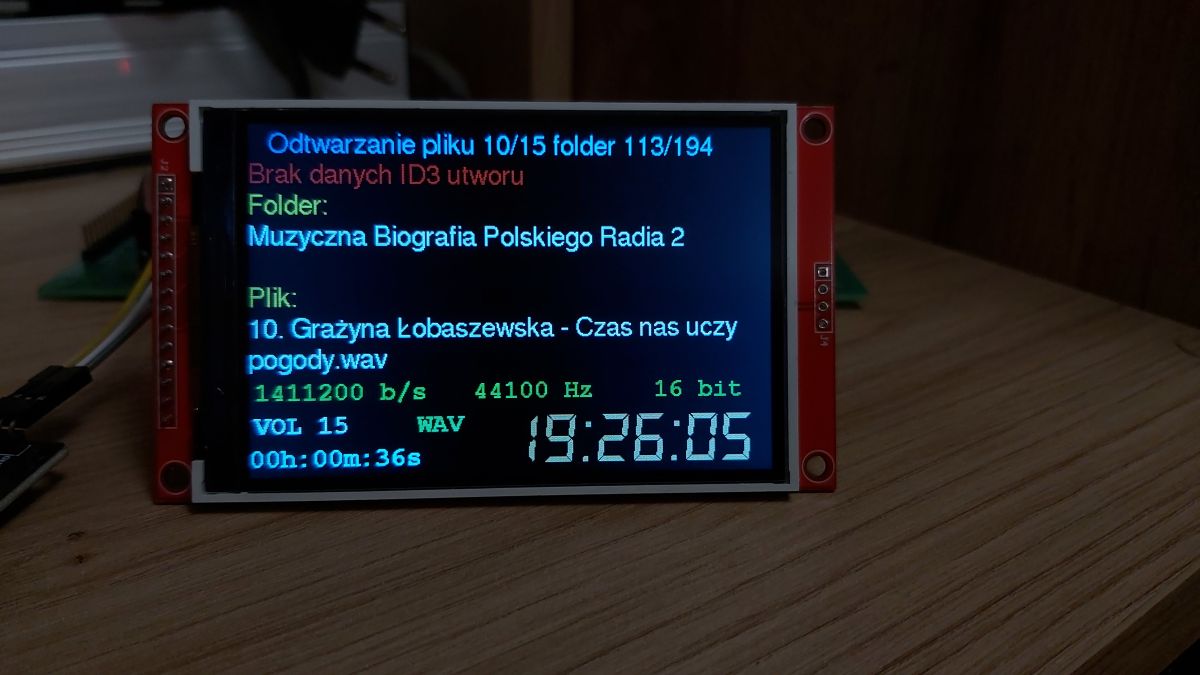 Odtwarzanie pliku 10/15 folder 113/194
Brak danych ID3 utworu
Folder:
Muzyczna Biografia Polskiego Radia 2
Plik:
10. Grażyna Łobaszewska - Czas nas uczy
pogody.wav
1411200 b/s 44100 Hz 16 bit
VOL 15 WAV 19:26:05
00h:00m:36s
J2
J4